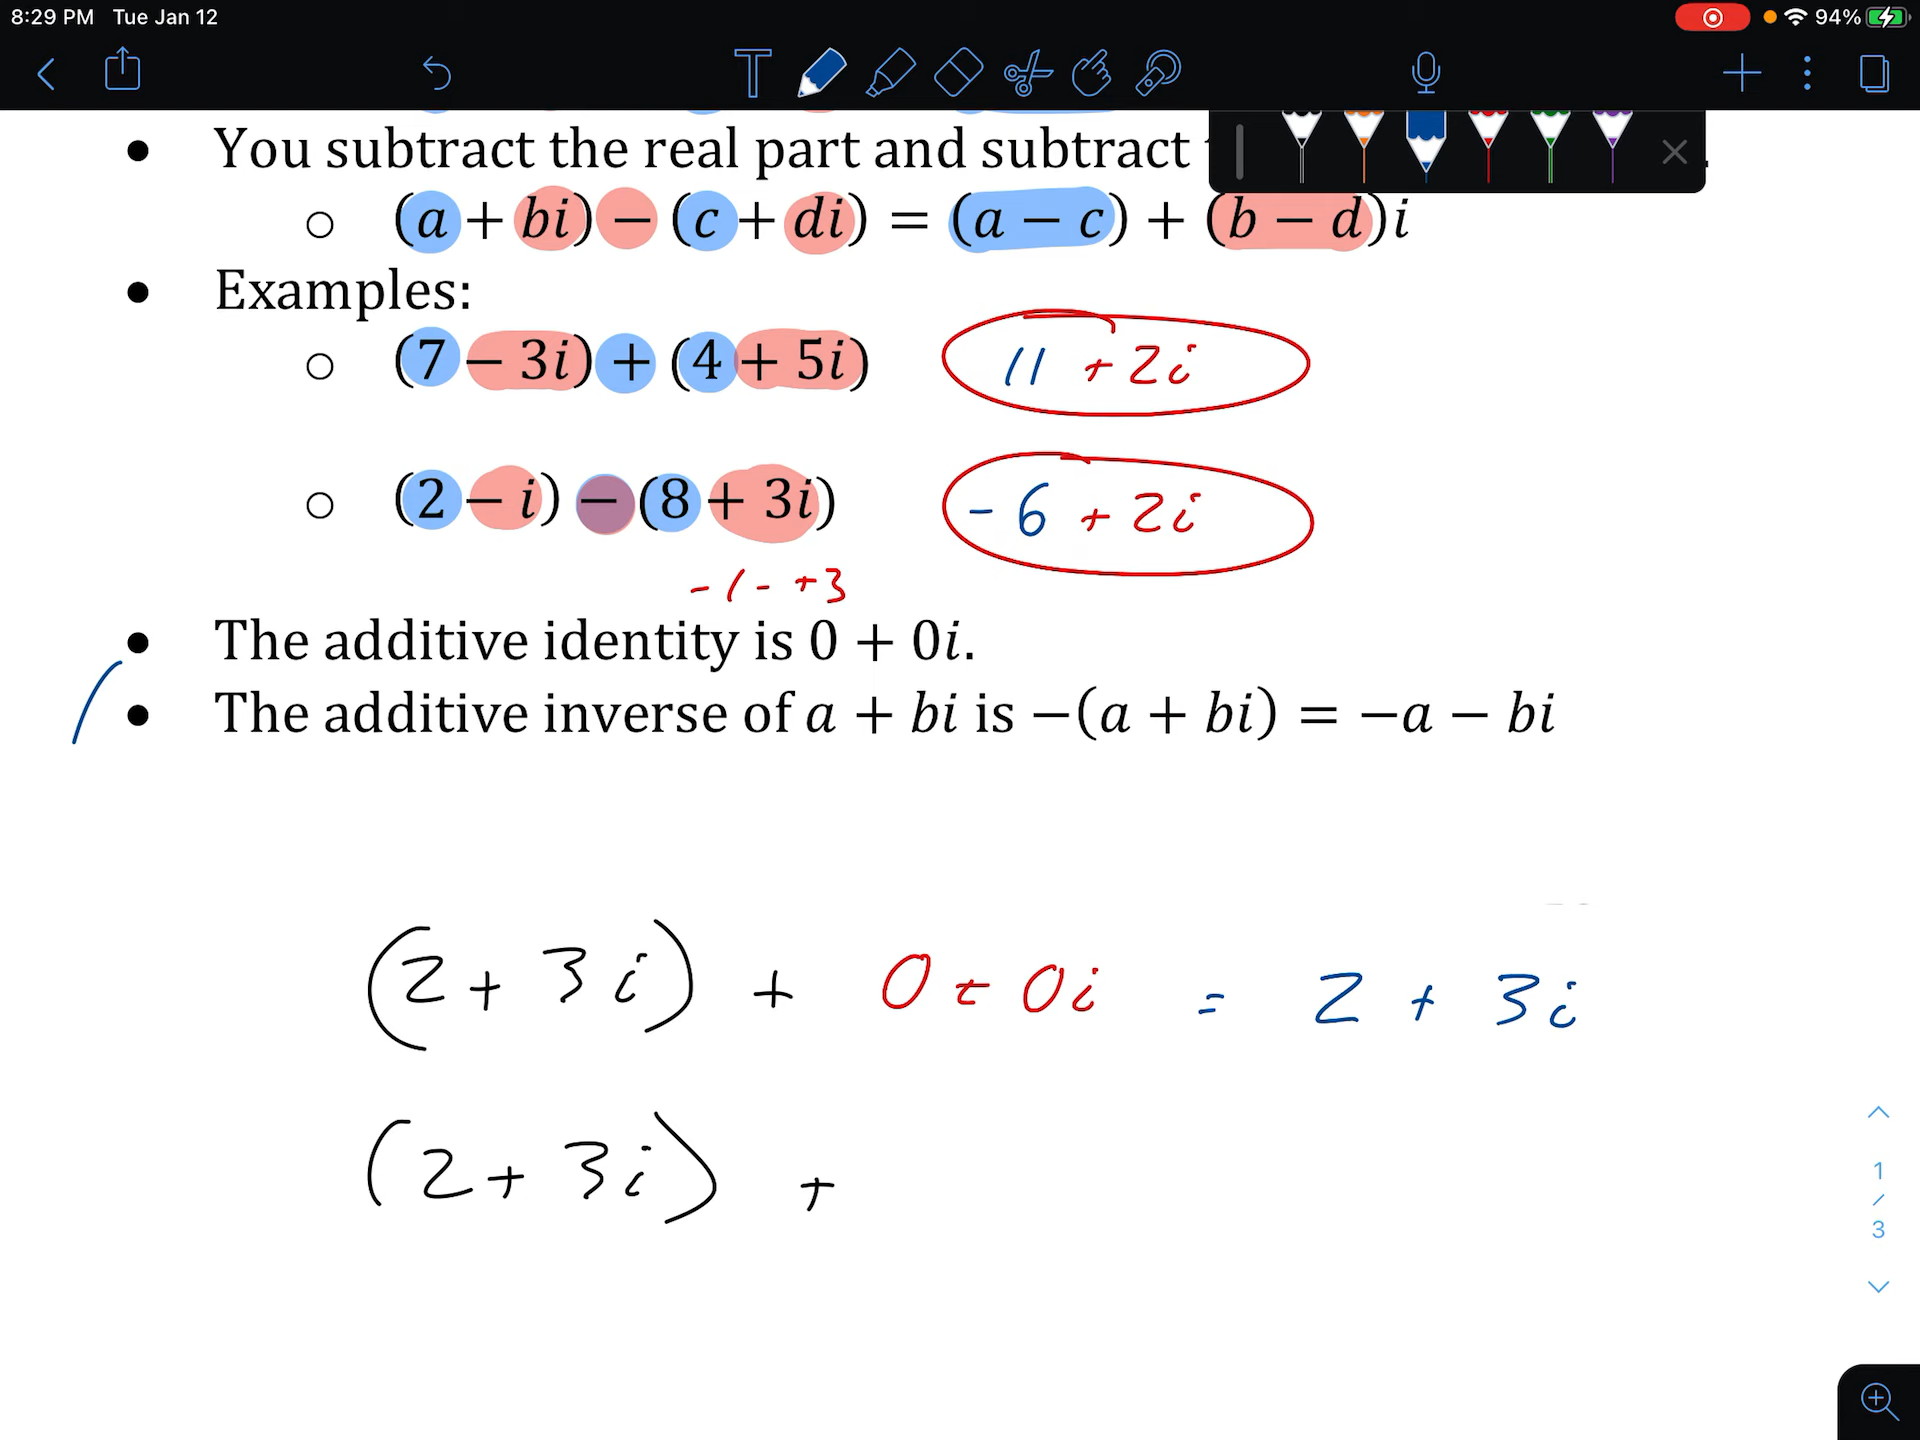 8:29 PM Tue Jan 12 94%
• You subtract the real part and subtract
○ (a + bi) − (c + di) = (a − c) + (b − d)i
• Examples:
○ (7 − 3i) + (4 + 5i) 11 + 2i
○ (2 − i) − (8 + 3i) - 6 + 2i
-1 - +3
• The additive identity is 0 + 0i.
• The additive inverse of a + bi is −(a + bi) = −a − bi
(2 + 3i) + 0 + 0i = 2 + 3i
(2 + 3i) +
1
/
3